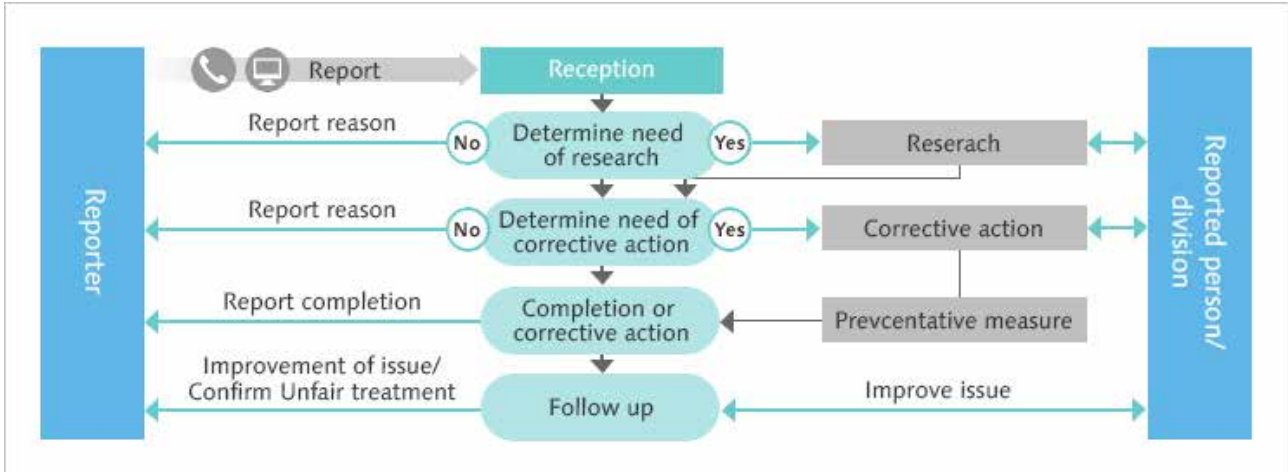 Report
Reception
Report reason
No
Determine need
of research
Yes
Reserach
Report reason
No
Determine need of
corrective action
Yes
Corrective action
Report completion
Completion or
corrective action
Prevcentative measure
Improvement of issue/
Confirm Unfair treatment
Follow up
Improve issue
Reporter
Reported person/
division